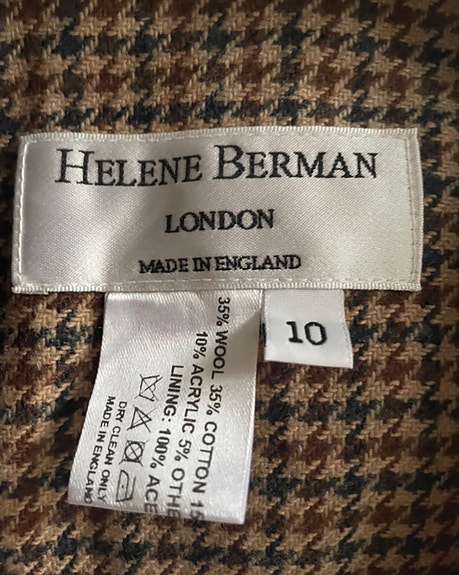 HELENE BERMAN
LONDON
MADE IN ENGLAND
10
35% WOOL 35% COTTON
10% ACRYLIC 5%
LINING: 100%
DRY CLEAN ONLY
MADE IN ENGLAND